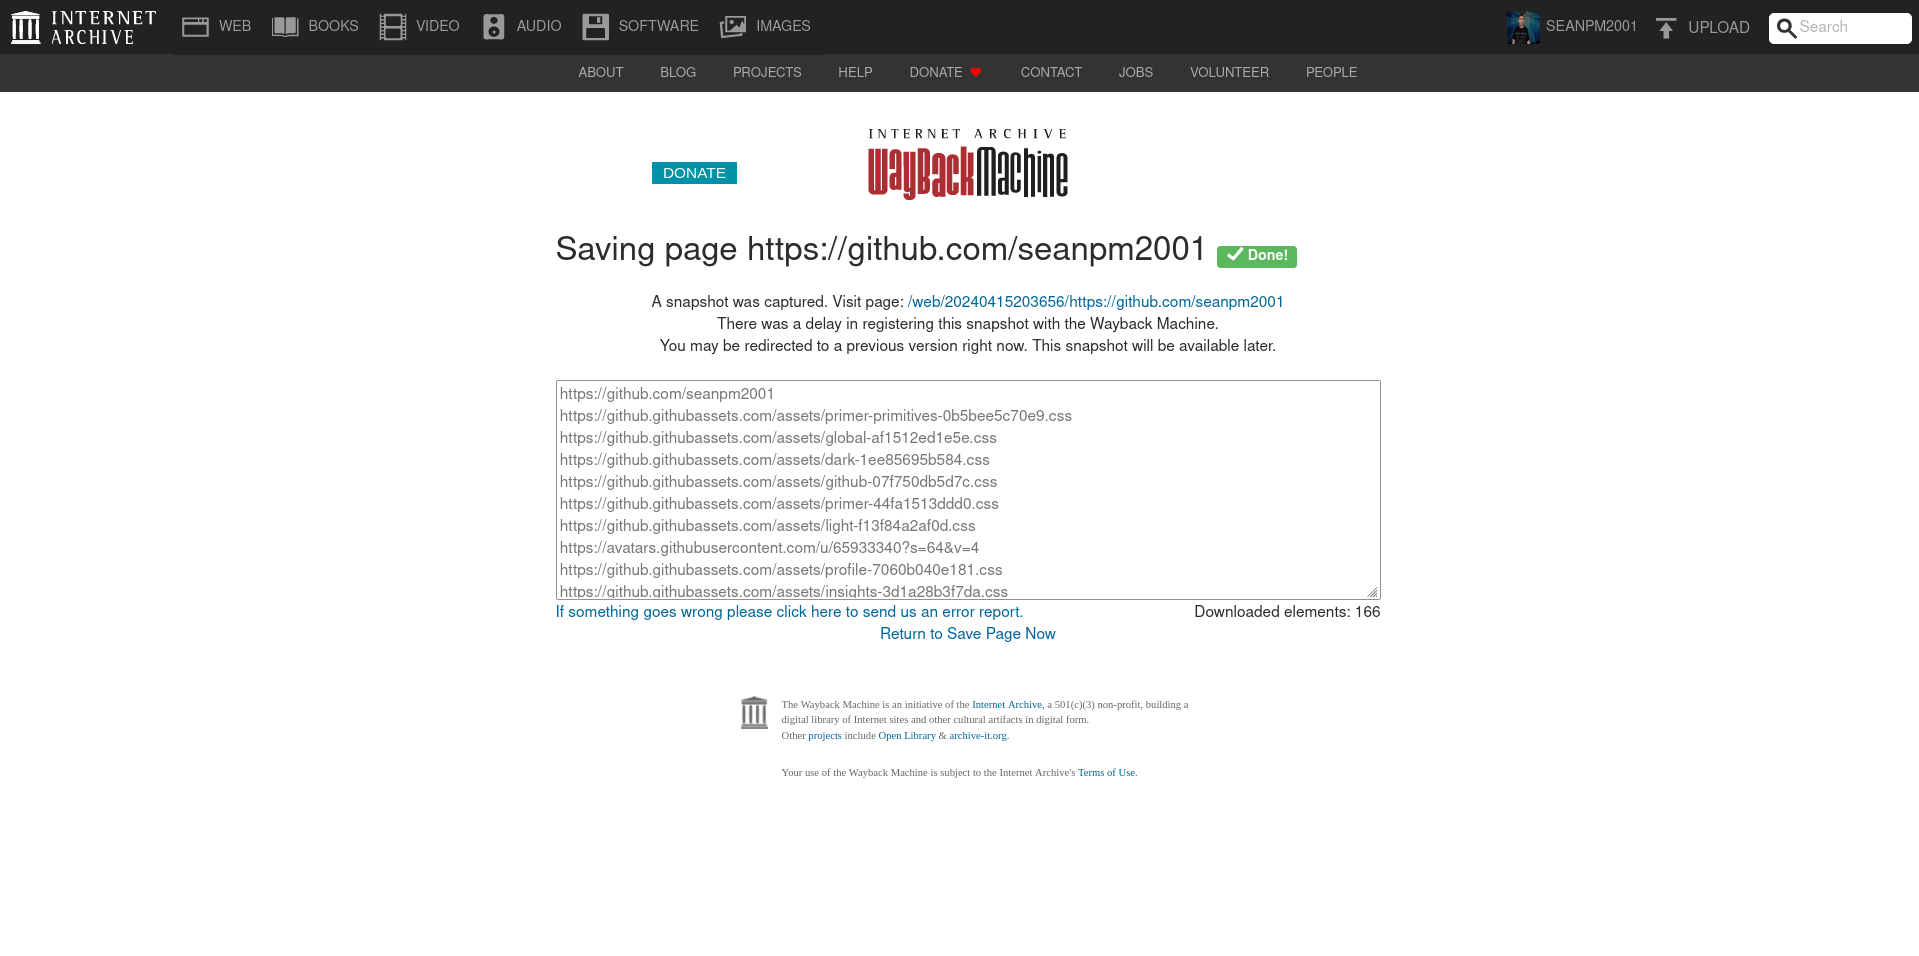 INTERNET ARCHIVE
WEB BOOKS VIDEO AUDIO SOFTWARE IMAGES SEANPM2001 UPLOAD Search
ABOUT BLOG PROJECTS HELP DONATE CONTACT JOBS VOLUNTEER PEOPLE
INTERNET ARCHIVE
WayBackMachine
DONATE
Saving page https://github.com/seanpm2001 Done!
A snapshot was captured. Visit page: /web/20240415203656/https://github.com/seanpm2001
There was a delay in registering this snapshot with the Wayback Machine.
You may be redirected to a previous version right now. This snapshot will be available later.
https://github.com/seanpm2001
https://github.githubassets.com/assets/primer-primitives-0b5bee5c70e9.css
https://github.githubassets.com/assets/global-af1512ed1e5e.css
https://github.githubassets.com/assets/dark-1ee85695b584.css
https://github.githubassets.com/assets/github-07f750db5d7c.css
https://github.githubassets.com/assets/primer-44fa1513ddd0.css
https://github.githubassets.com/assets/light-f13f84a2af0d.css
https://avatars.githubusercontent.com/u/65933340?s=64&v=4
https://github.githubassets.com/assets/profile-7060b040e181.css
https://github.githubassets.com/assets/insights-3d1a28b3f7da.css
If something goes wrong please click here to send us an error report. Downloaded elements: 166
Return to Save Page Now
The Wayback Machine is an initiative of the Internet Archive, a 501(c)(3) non-profit, building a
digital library of Internet sites and other cultural artifacts in digital form.
Other projects include Open Library & archive-it.org.
Your use of the Wayback Machine is subject to the Internet Archive's Terms of Use.